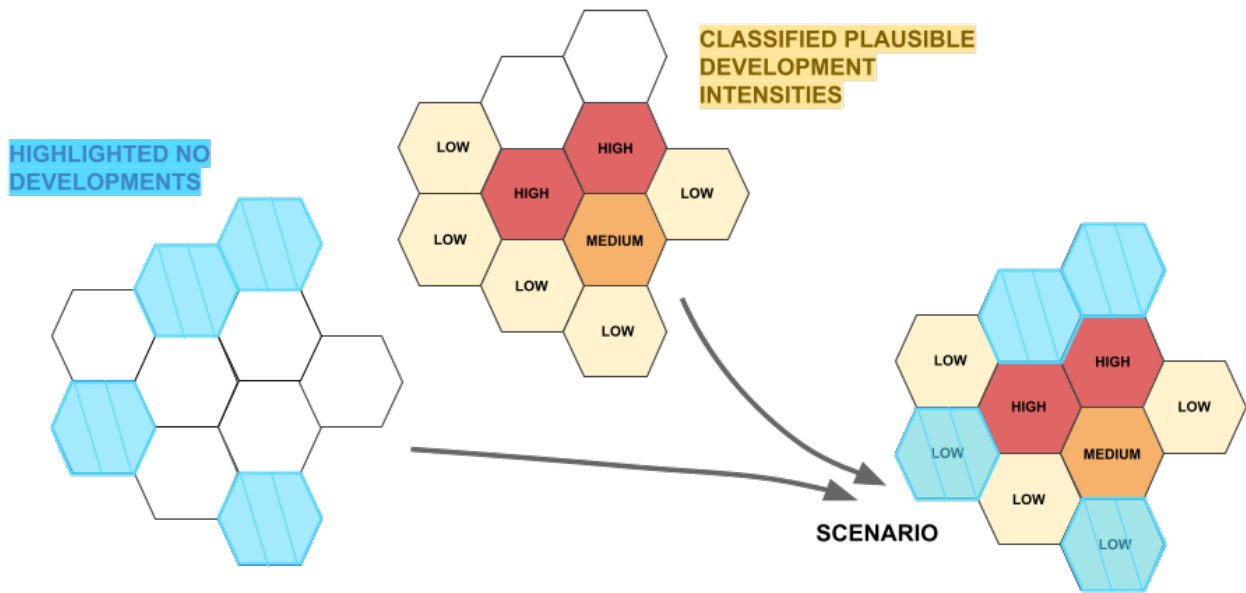 CLASSIFIED PLAUSIBLE
DEVELOPMENT
INTENSITIES
HIGHLIGHTED NO
DEVELOPMENTS
LOW
HIGH
HIGH
LOW
LOW
MEDIUM
LOW
LOW
LOW
HIGH
HIGH
LOW
LOW
MEDIUM
LOW
LOW
SCENARIO